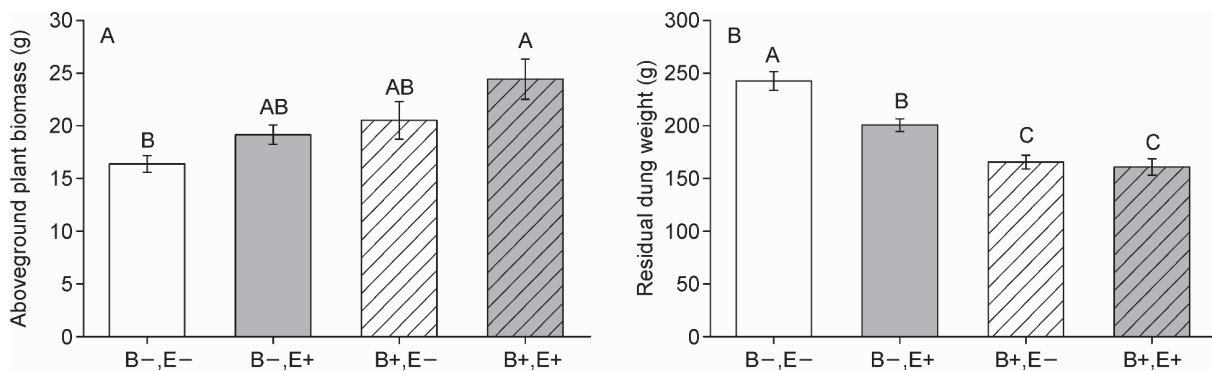 A
Aboveground plant biomass (g)
30
25
20
15
10
5
0
B
AB
AB
A
B−,E− B−,E+ B+,E− B+,E+
B
Residual dung weight (g)
300
250
200
150
100
50
0
A
B
C
C
B−,E− B−,E+ B+,E− B+,E+